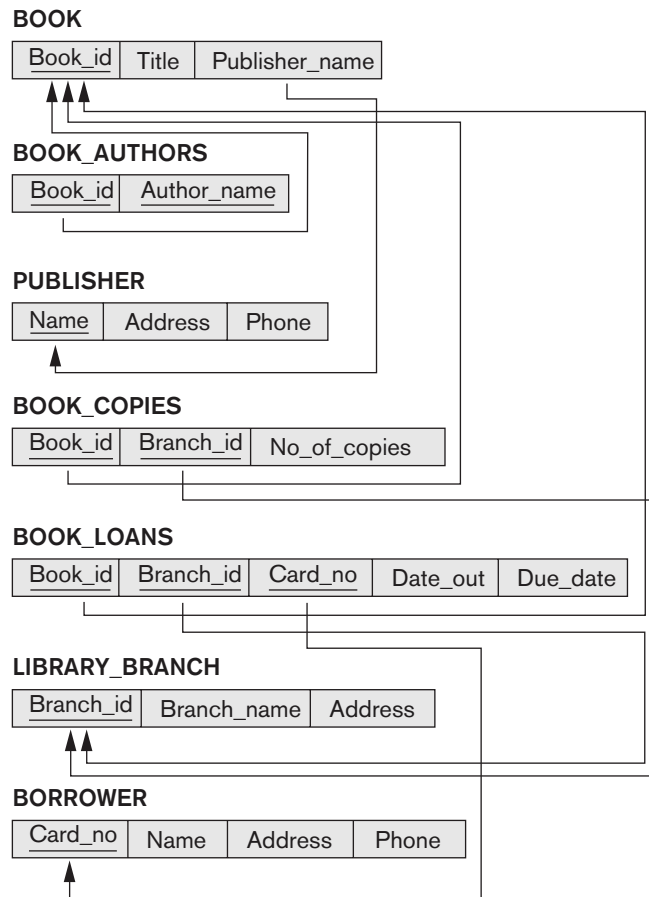 BOOK
Book_id Title Publisher_name
BOOK_AUTHORS
Book_id Author_name
PUBLISHER
Name Address Phone
BOOK_COPIES
Book_id Branch_id No_of_copies
BOOK_LOANS
Book_id Branch_id Card_no Date_out Due_date
LIBRARY_BRANCH
Branch_id Branch_name Address
BORROWER
Card_no Name Address Phone